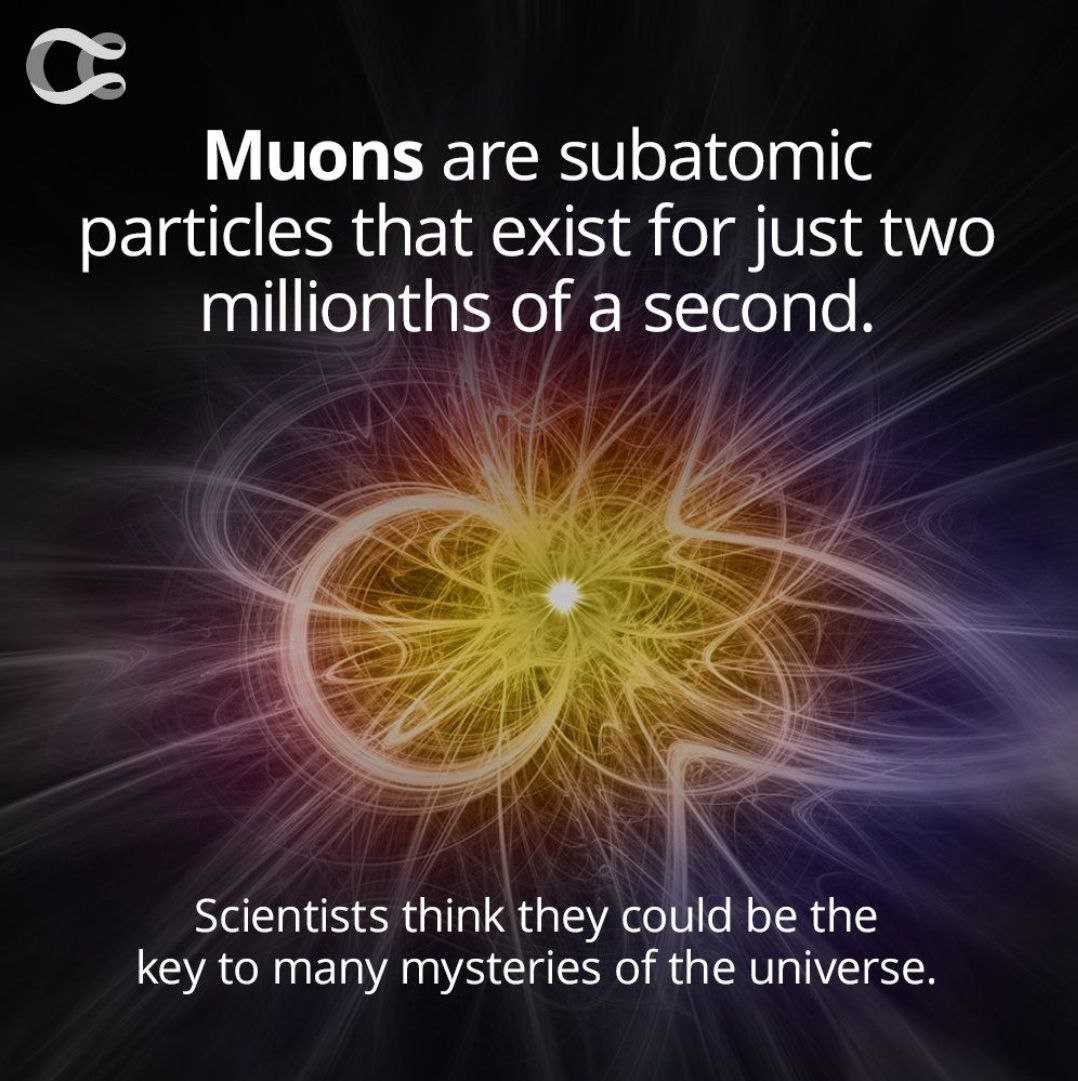 Muons are subatomic
particles that exist for just two
millionths of a second.
Scientists think they could be the
key to many mysteries of the universe.